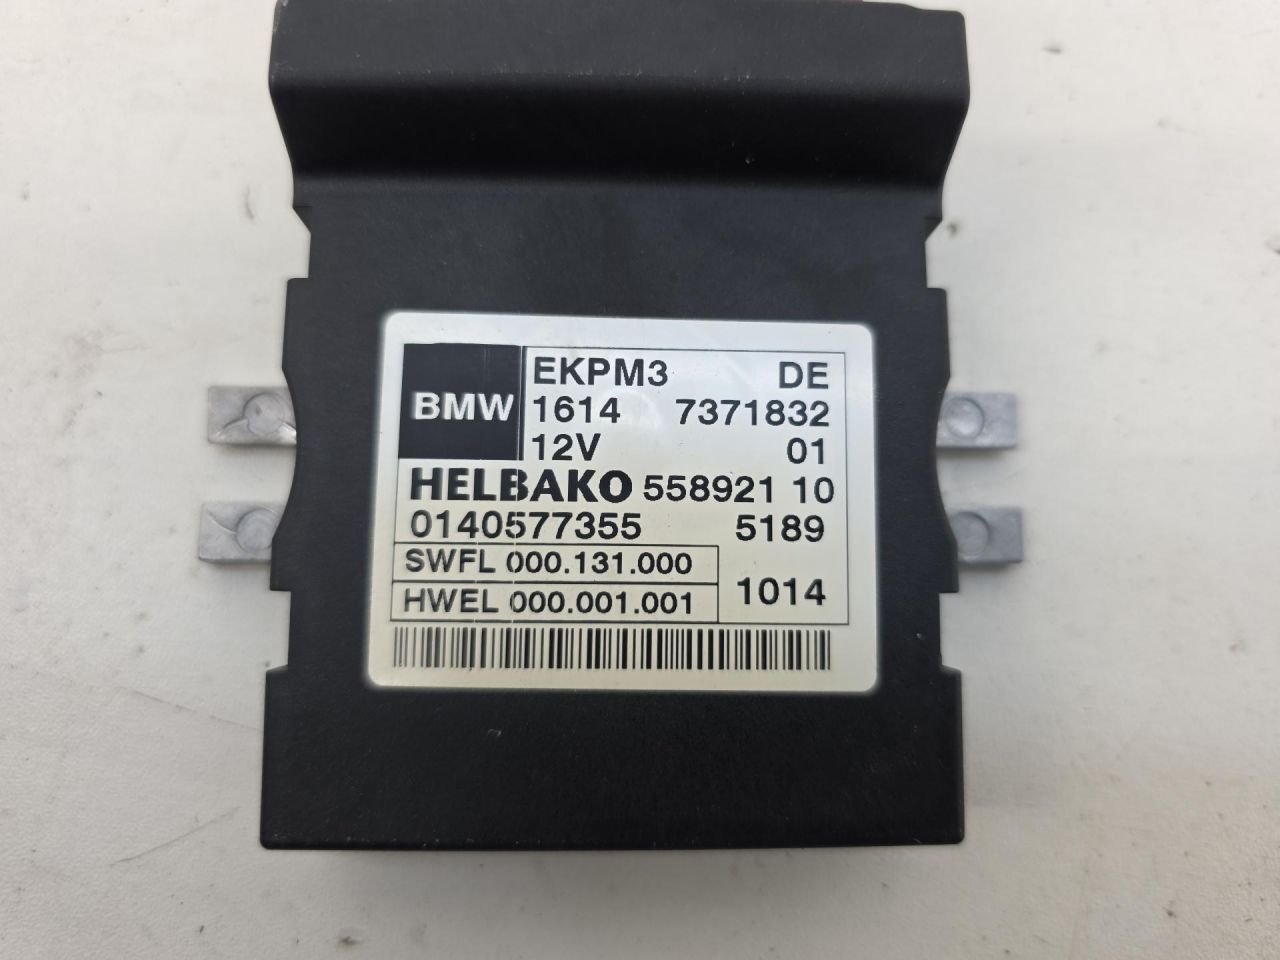 BMW EKPM3 DE
1614 7371832
12V 01
HELBAKO 558921 10
0140577355 5189
SWFL 000.131.000
HWEL 000.001.001
1014